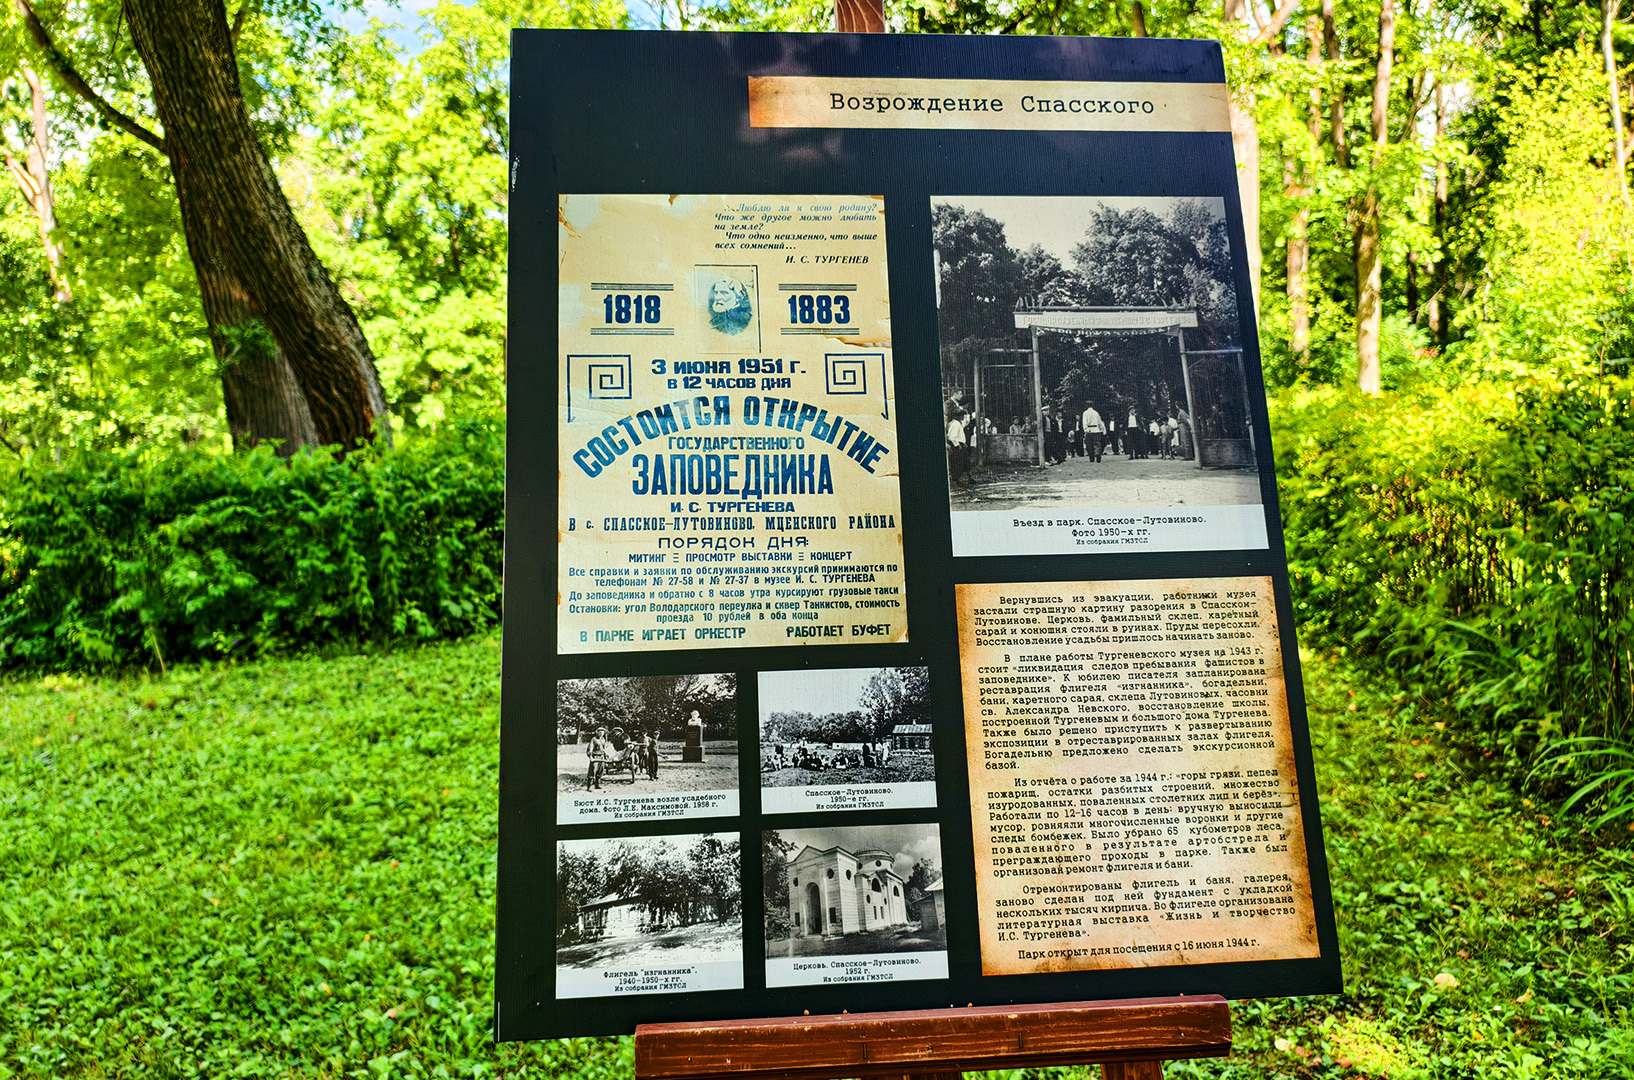 Возрождение Спасского
...Люблю ли я свою родину?
Что же другое можно любить
на земле?
Что одно неизменно, что выше
всех сомнений...
И. С. ТУРГЕНЕВ
1818
1883
3 июня 1951 г.
в 12 часов дня
СОСТОИТСЯ ОТКРЫТИЕ
ГОСУДАРСТВЕННОГО
ЗАПОВЕДНИКА
И. С. ТУРГЕНЕВА
В с. СПАССКОЕ-ЛУТОВИНОВО, МЦЕНСКОГО РАЙОНА
ПОРЯДОК ДНЯ:
МИТИНГ ПРОСМОТР ВЫСТАВКИ КОНЦЕРТ
Все справки и заявки по обслуживанию экскурсий принимаются по
телефонам № 27-58 и № 27-37 в музее И. С. ТУРГЕНЕВА
До заповедника и обратно с 8 часов утра курсируют грузовые такси
Остановки: угол Володарского переулка и сквер Танкистов, стоимость
проезда 10 рублей в оба конца
В ПАРКЕ ИГРАЕТ ОРКЕСТР РАБОТАЕТ БУФЕТ
Въезд в парк. Спасское-Лутовиново.
Фото 1950-х гг.
Из собрания ГМЗТСЛ
Бюст И.С. Тургенева возле усадебного
дома. Фото Л.Е. Максимовой. 1958 г.
Из собрания ГМЗТСЛ
Спасское-Лутовиново.
1950-е гг.
Из собрания ГМЗТСЛ
Флигель "изгнанника".
1940-1950-х гг.
Из собрания ГМЗТСЛ
Церковь. Спасское-Лутовиново.
1952 г.
Из собрания ГМЗТСЛ
Вернувшись из эвакуации, работники музея
застали страшную картину разорения в Спасском-
Лутовинове. Церковь, фамильный склеп, каретный
сарай и конюшня стояли в руинах. Пруды пересохли.
Восстановление усадьбы пришлось начинать заново.
В плане работы Тургеневского музея на 1943 г.
стоит «ликвидация следов пребывания фашистов в
заповеднике». К юбилею писателя запланирована
реставрация флигеля «изгнанника», богадельни,
бани, каретного сарая, склепа Лутовиновых, часовни
св. Александра Невского, восстановление школы,
построенной Тургеневым и большого дома Тургенева.
Также было решено приступить к развертыванию
экспозиции в отреставрированных залах флигеля.
Богадельню предложено сделать экскурсионной
базой.
Из отчёта о работе за 1944 г.: «горы грязи, пепел
пожарищ, остатки разбитых строений, множество
изуродованных, поваленных столетних лип и берёз».
Работали по 12-16 часов в день: вручную выносили
мусор, ровняли многочисленные воронки и другие
следы бомбежек. Было убрано 65 кубометров леса,
поваленного в результате артобстрела и
преграждающего проходы в парке. Также был
организован ремонт флигеля и бани.
Отремонтированы флигель и баня, галерея,
заново сделан под ней фундамент с укладкой
нескольких тысяч кирпича. Во флигеле организована
литературная выставка «Жизнь и творчество
И.С. Тургенева».
Парк открыт для посещения с 16 июня 1944 г.